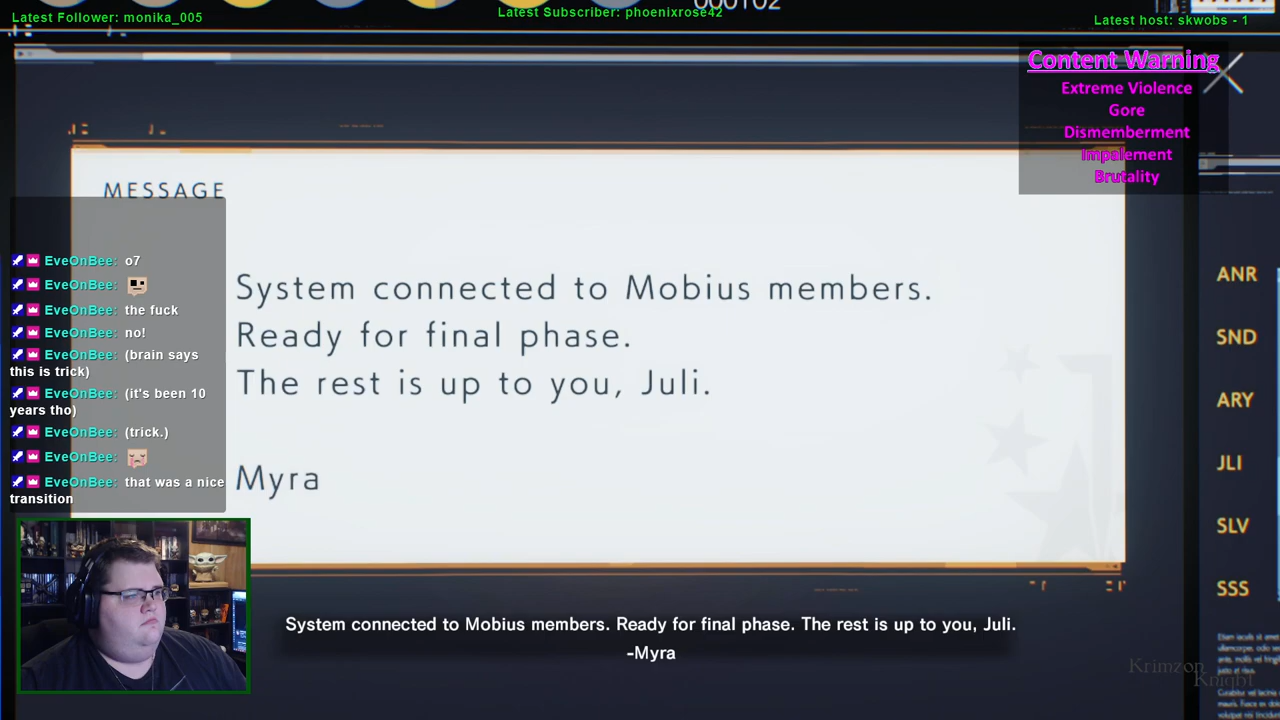 Latest Follower: monika_005
Latest Subscriber: phoenixrose42
000102
Latest host: skwobs - 1
Content Warning
Extreme Violence
Gore
Dismemberment
Impalement
Brutality
MESSAGE
System connected to Mobius members.
Ready for final phase.
The rest is up to you, Juli.
Myra
EveOnBee: o7
EveOnBee:
EveOnBee: the fuck
EveOnBee: no!
EveOnBee: (brain says
this is trick)
EveOnBee: (it's been 10
years tho)
EveOnBee: (trick.)
EveOnBee:
EveOnBee: that was a nice
transition
ANR
SND
ARY
JLI
SLV
SSS
System connected to Mobius members. Ready for final phase. The rest is up to you, Juli.
-Myra
Krimzon
Knight